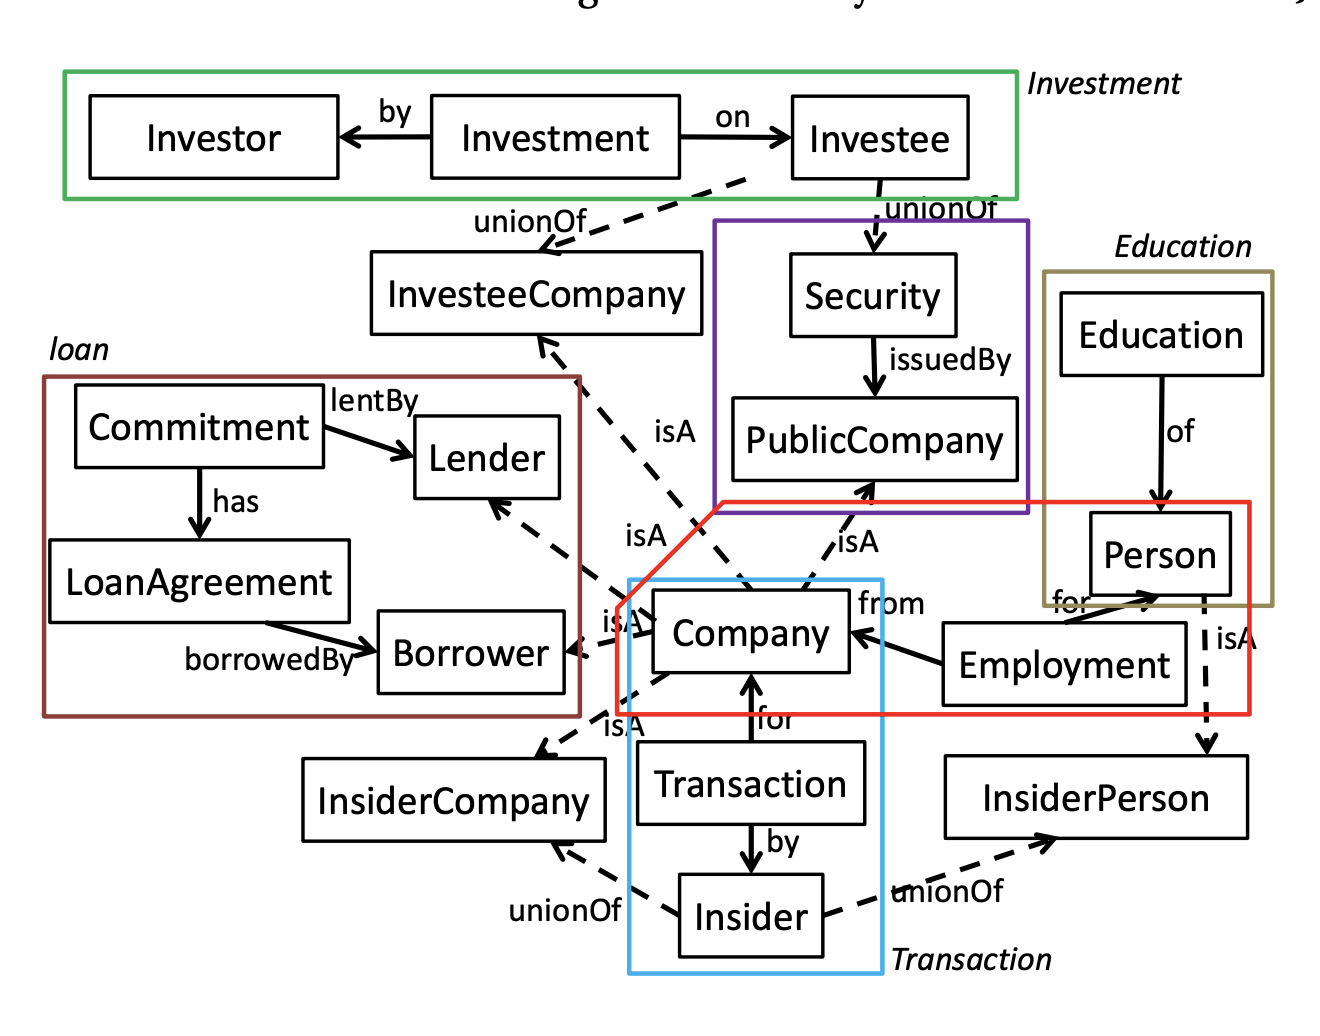 Investment
by
on
Investor
Investment
Investee
unionOf
unionOf
Education
InvesteeCompany
Security
Education
loan
issuedBy
lentBy
Commitment
isA
PublicCompany
of
Lender
has
isA
isA
Person
LoanAgreement
from
for
isA
Company
isA
borrowedBy
Borrower
Employment
isA
for
InsiderCompany
Transaction
InsiderPerson
by
unionOf
unionOf
Insider
Transaction